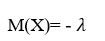 M(X)= - λ